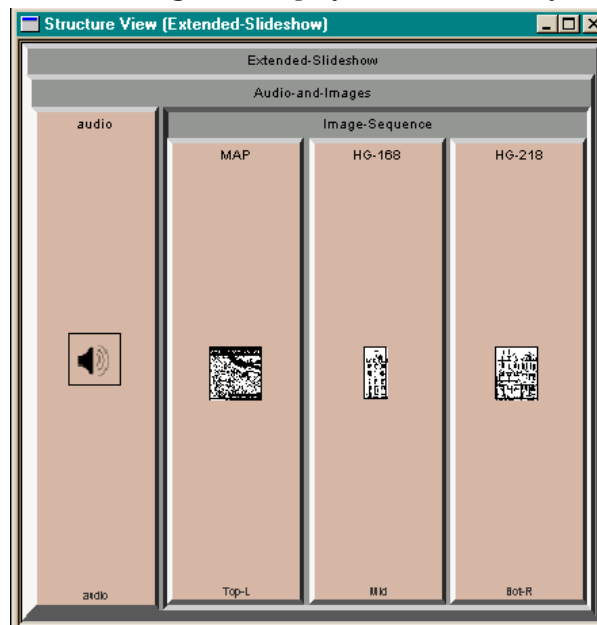 Structure View (Extended-Slideshow)
Extended-Slideshow
Audio-and-Images
audio
Image-Sequence
MAP
HG-168
HG-218
audio
Top-L
Mid
Bot-R